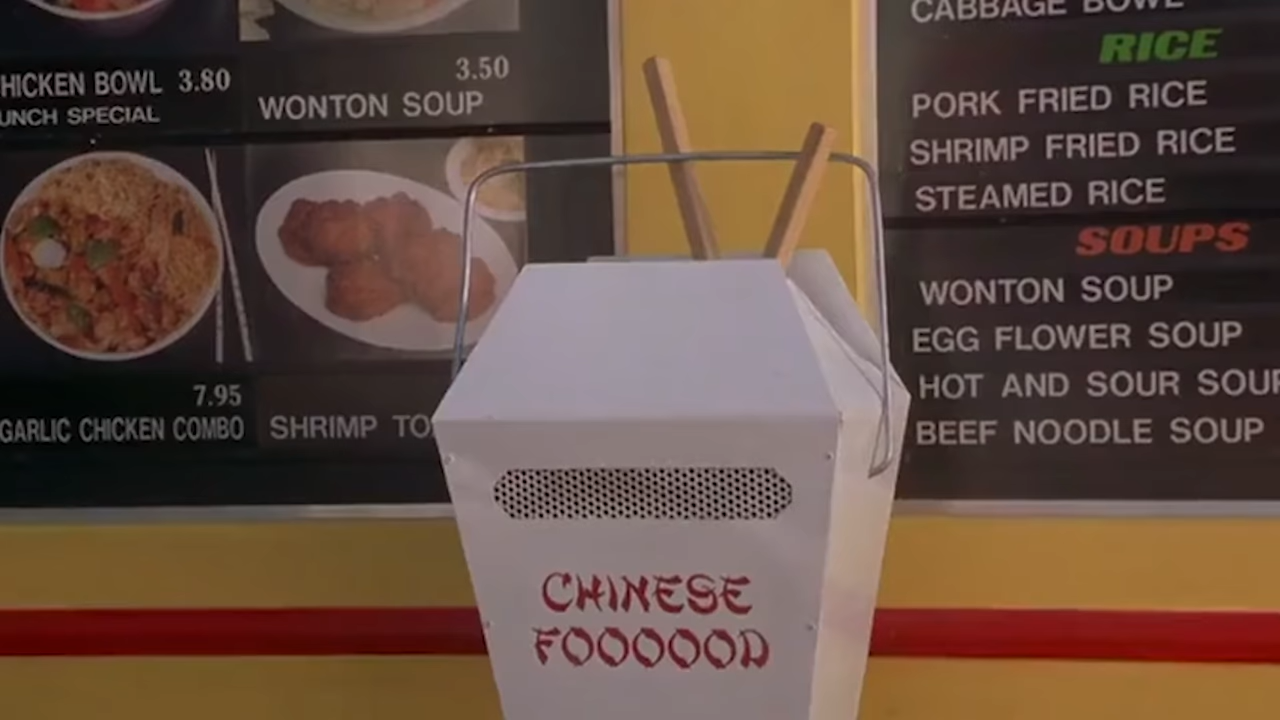 HICKEN BOWL 3.80
UNCH SPECIAL
3.50
WONTON SOUP
7.95
GARLIC CHICKEN COMBO
SHRIMP TO
CABBAGE BOWL
RICE
PORK FRIED RICE
SHRIMP FRIED RICE
STEAMED RICE
SOUPS
WONTON SOUP
EGG FLOWER SOUP
HOT AND SOUR SOUP
BEEF NOODLE SOUP
CHINESE
FOOOOOD